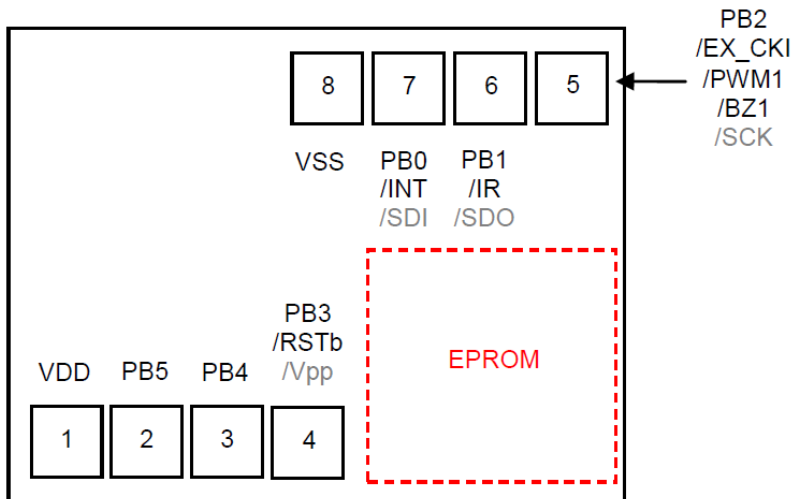 PB2
/EX_CKI
/PWM1
/BZ1
/SCK
8
7
6
5
VSS
PB0
/INT
/SDI
PB1
/IR
/SDO
EPROM
VDD
PB5
PB4
PB3
/RSTb
/Vpp
1
2
3
4